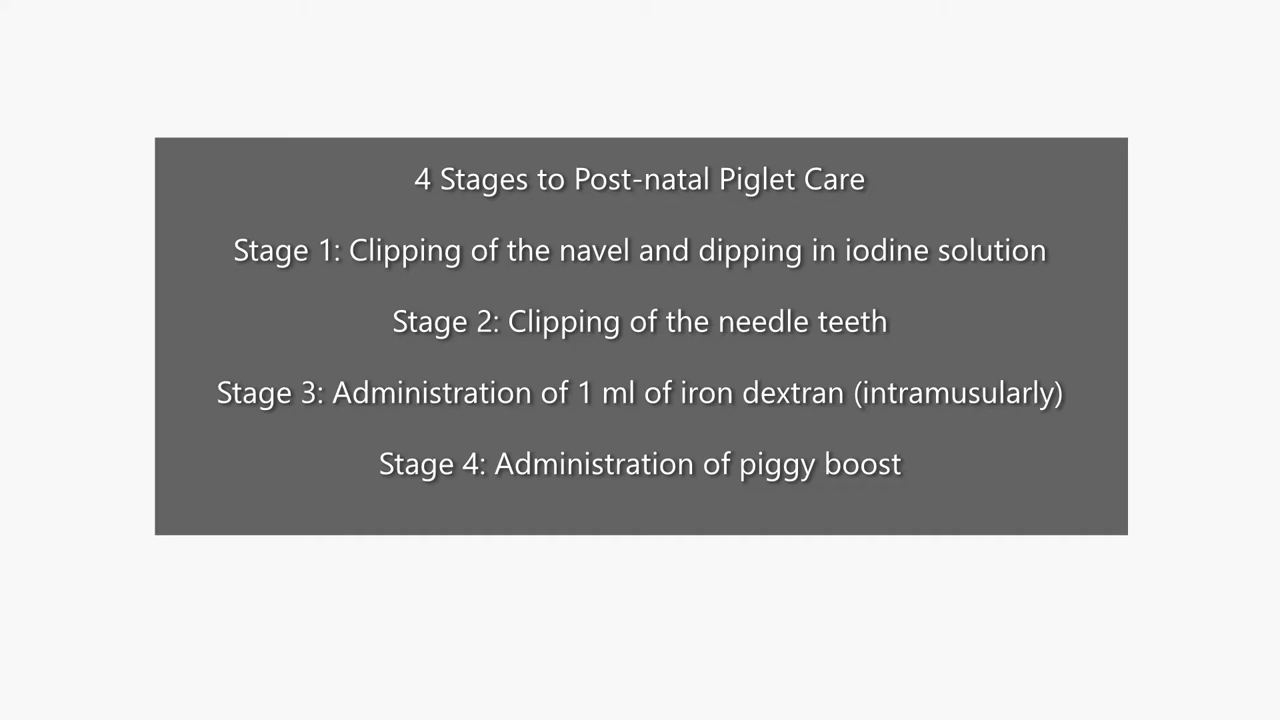 4 Stages to Post-natal Piglet Care
Stage 1: Clipping of the navel and dipping in iodine solution
Stage 2: Clipping of the needle teeth
Stage 3: Administration of 1 ml of iron dextran (intramusularly)
Stage 4: Administration of piggy boost